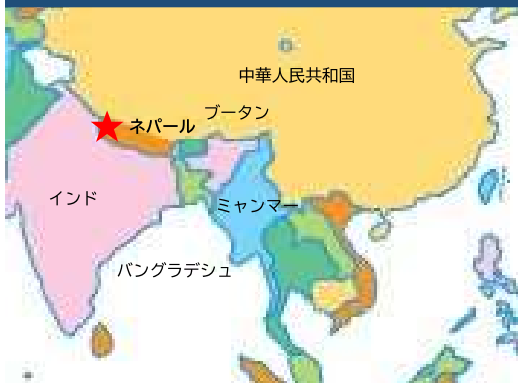 中華人民共和国
ブータン
ネパール
インド
ミャンマー
バングラデシュ